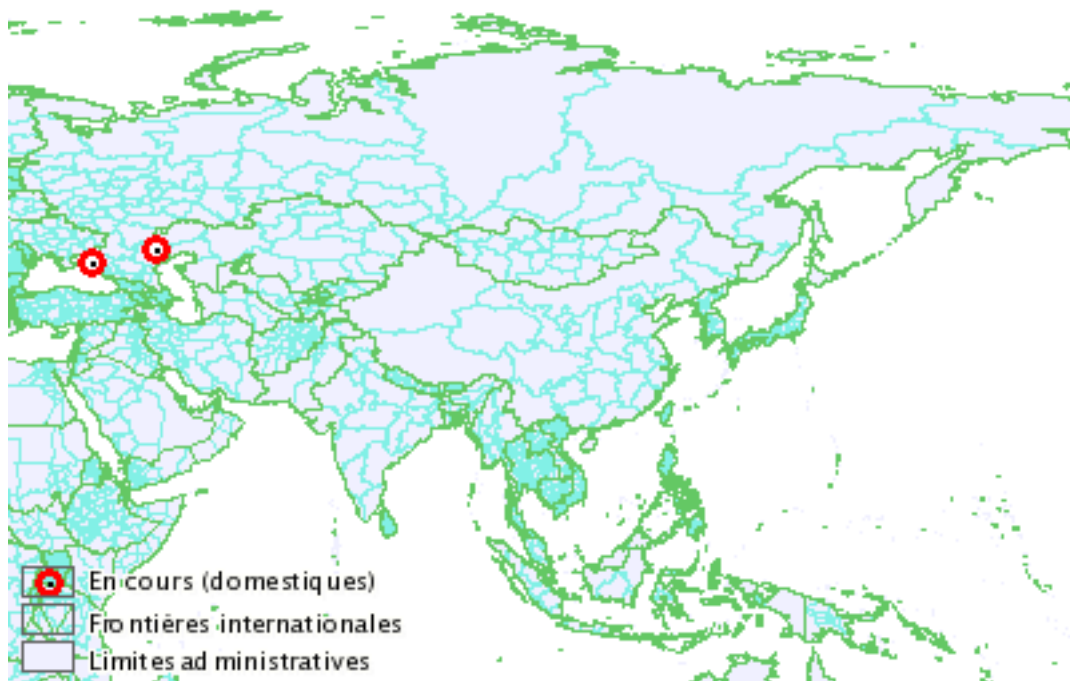 En cours (domestiques)
Frontières internationales
Limites administratives